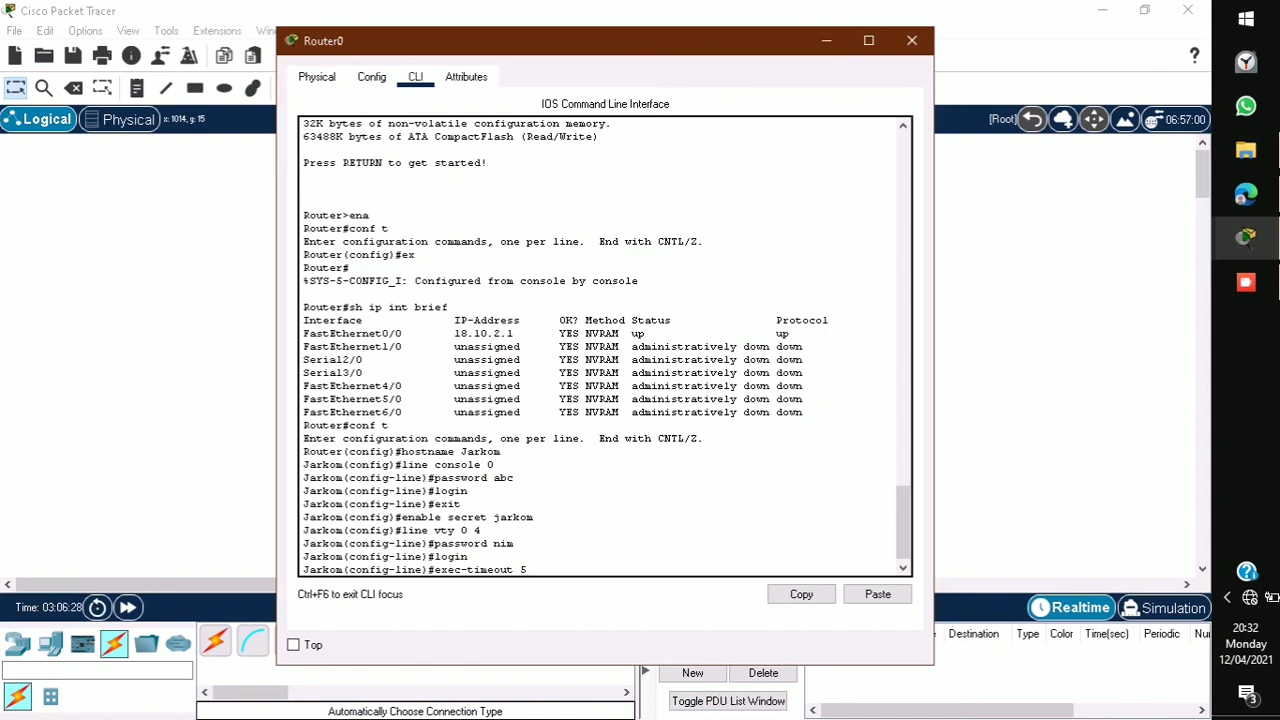 Cisco Packet Tracer
File Edit Options View Tools Extensions
Logical
Physical
x: 1014, y: 15
[Root]
06:57:00
Router0
Physical Config CLI Attributes
IOS Command Line Interface
32K bytes of non-volatile configuration memory.
63488K bytes of ATA CompactFlash (Read/Write)
Press RETURN to get started!
Router>ena
Router#conf t
Enter configuration commands, one per line.  End with CNTL/Z.
Router(config)#ex
Router#
%SYS-5-CONFIG_I: Configured from console by console
Router#sh ip int brief
Interface IP-Address OK? Method Status Protocol
FastEthernet0/0 18.10.2.1 YES NVRAM up up
FastEthernet1/0 unassigned YES NVRAM administratively down down
Serial2/0 unassigned YES NVRAM administratively down down
Serial3/0 unassigned YES NVRAM administratively down down
FastEthernet4/0 unassigned YES NVRAM administratively down down
FastEthernet5/0 unassigned YES NVRAM administratively down down
FastEthernet6/0 unassigned YES NVRAM administratively down down
Router#conf t
Enter configuration commands, one per line.  End with CNTL/Z.
Router(config)#hostname Jarkom
Jarkom(config)#line console 0
Jarkom(config-line)#password abc
Jarkom(config-line)#login
Jarkom(config-line)#exit
Jarkom(config)#enable secret jarkom
Jarkom(config)#line vty 0 4
Jarkom(config-line)#password nim
Jarkom(config-line)#login
Jarkom(config-line)#exec-timeout 5
Ctrl+F6 to exit CLI focus
Copy
Paste
Top
Time: 03:06:28
Realtime
Simulation
Destination Type Color Time(sec) Periodic
New
Delete
Toggle PDU List Window
Automatically Choose Connection Type
20:32
Monday
12/04/2021
3